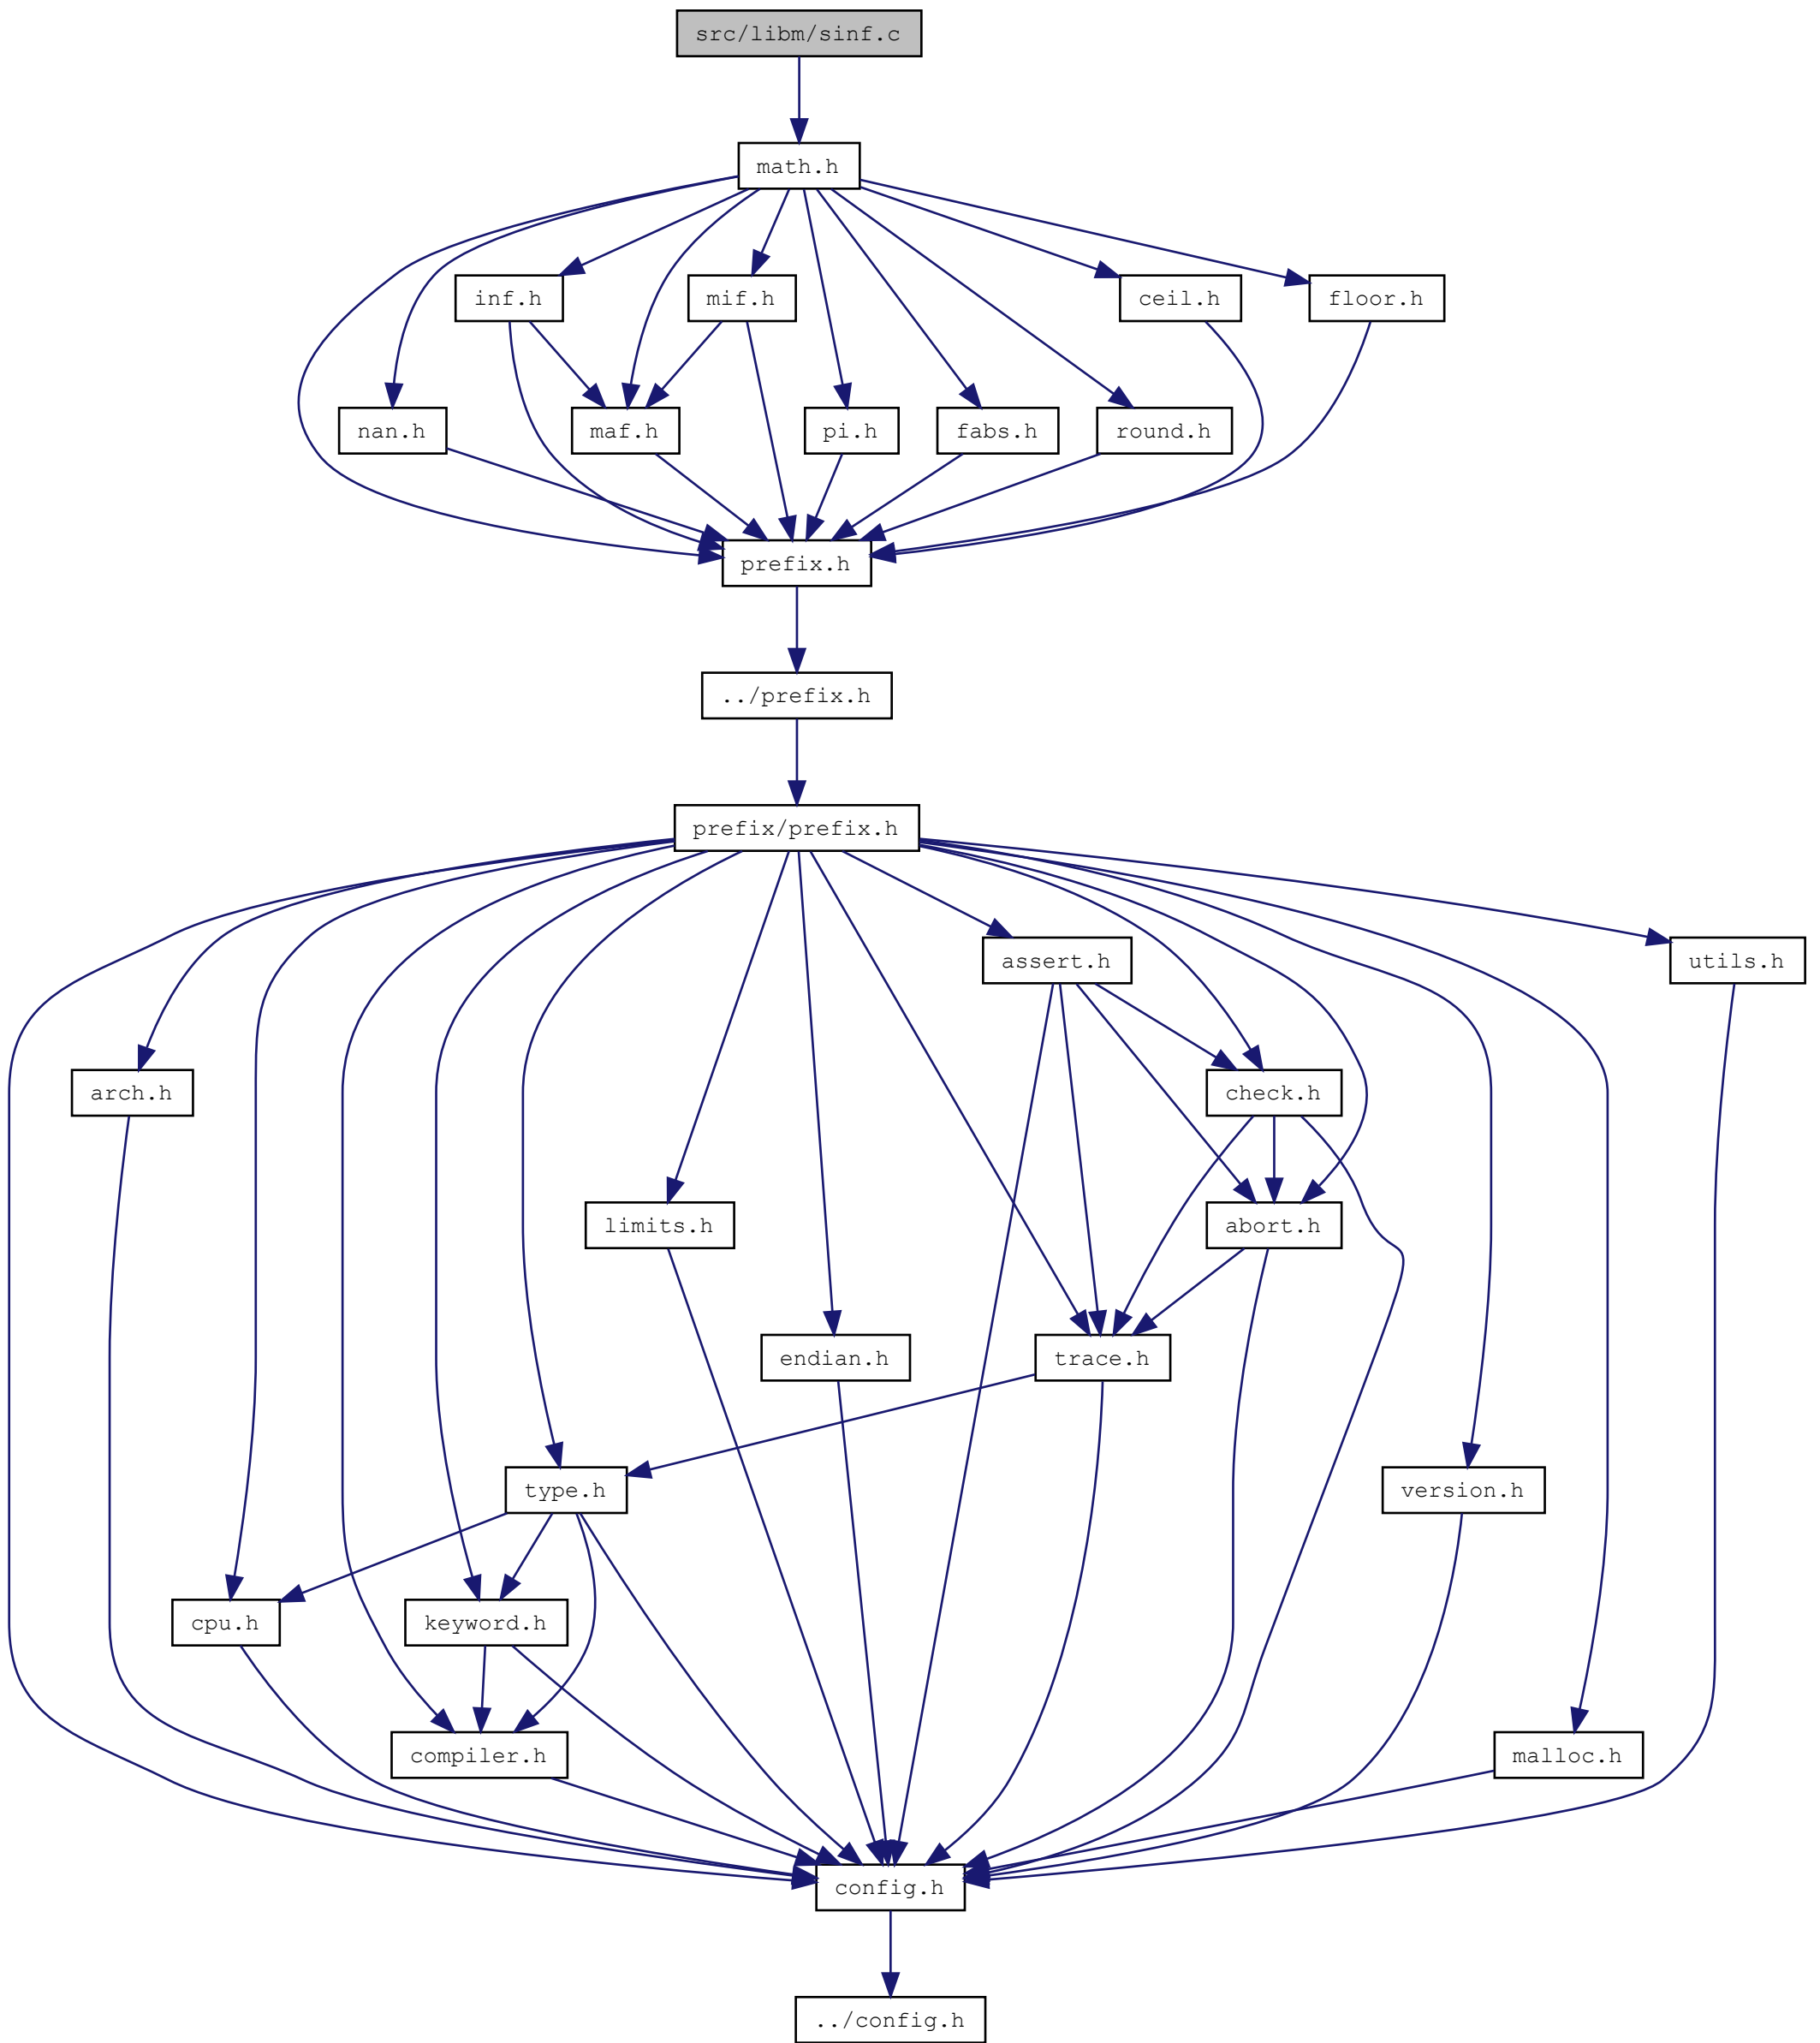 src/libm/sinf.c
math.h
inf.h
mif.h
ceil.h
floor.h
nan.h
maf.h
pi.h
fabs.h
round.h
prefix.h
../prefix.h
prefix/prefix.h
assert.h
utils.h
arch.h
check.h
limits.h
abort.h
endian.h
trace.h
type.h
version.h
cpu.h
keyword.h
compiler.h
malloc.h
config.h
../config.h